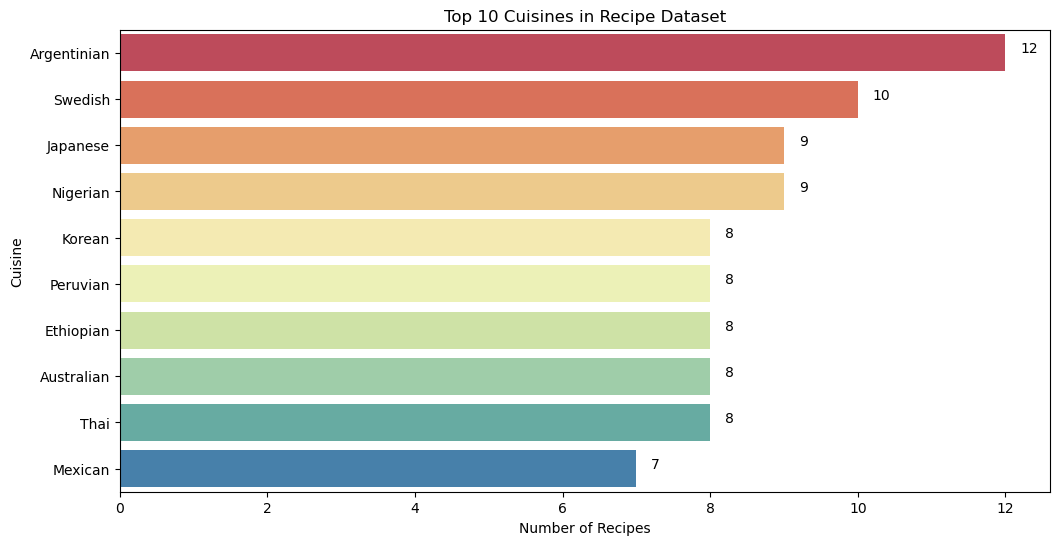 Top 10 Cuisines in Recipe Dataset
Cuisine
Argentinian 12
Swedish 10
Japanese 9
Nigerian 9
Korean 8
Peruvian 8
Ethiopian 8
Australian 8
Thai 8
Mexican 7
0 2 4 6 8 10 12
Number of Recipes